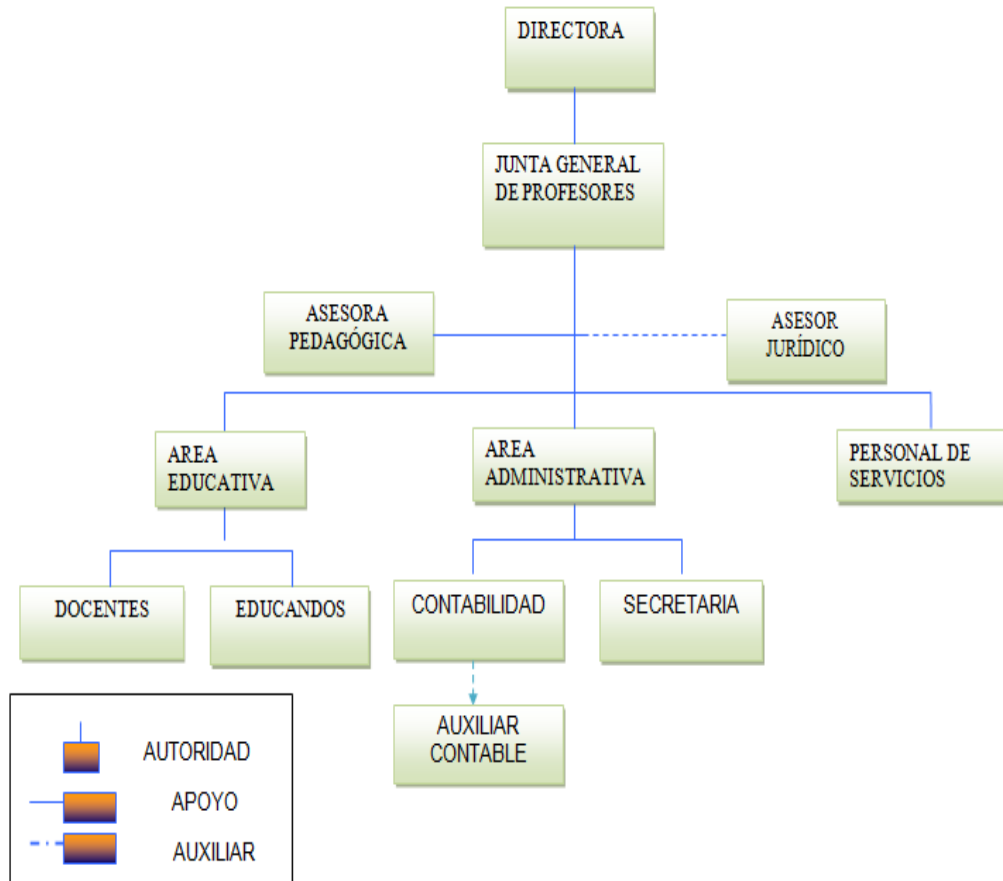 DIRECTORA
JUNTA GENERAL
DE PROFESORES
ASESORA
PEDAGÓGICA
ASESOR
JURÍDICO
AREA
EDUCATIVA
AREA
ADMINISTRATIVA
PERSONAL DE
SERVICIOS
DOCENTES
EDUCANDOS
CONTABILIDAD
SECRETARIA
AUXILIAR
CONTABLE
AUTORIDAD
APOYO
AUXILIAR